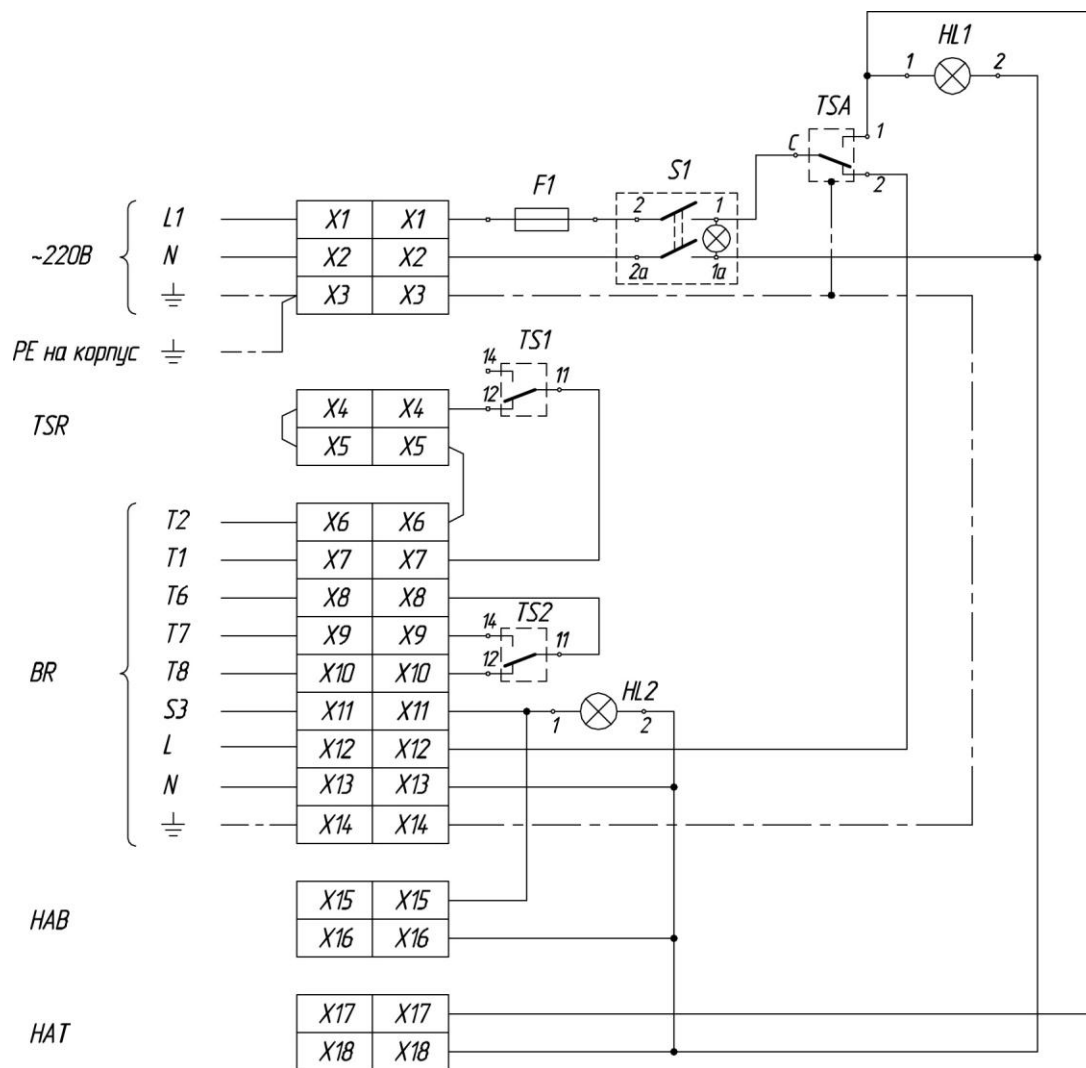 HL1
1 2
TSA
1
C
2
F1
S1
2 1
2a 1a
~220В
L1 X1 X1
N X2 X2
X3 X3
PE на корпус
TS1
14
11
12
TSR
X4 X4
X5 X5
BR
T2 X6 X6
T1 X7 X7
T6 X8 X8
TS2
T7 X9 X9 14
11
T8 X10 X10 12
HL2
S3 X11 X11
1 2
L X12 X12
N X13 X13
X14 X14
HAB
X15 X15
X16 X16
HAT
X17 X17
X18 X18